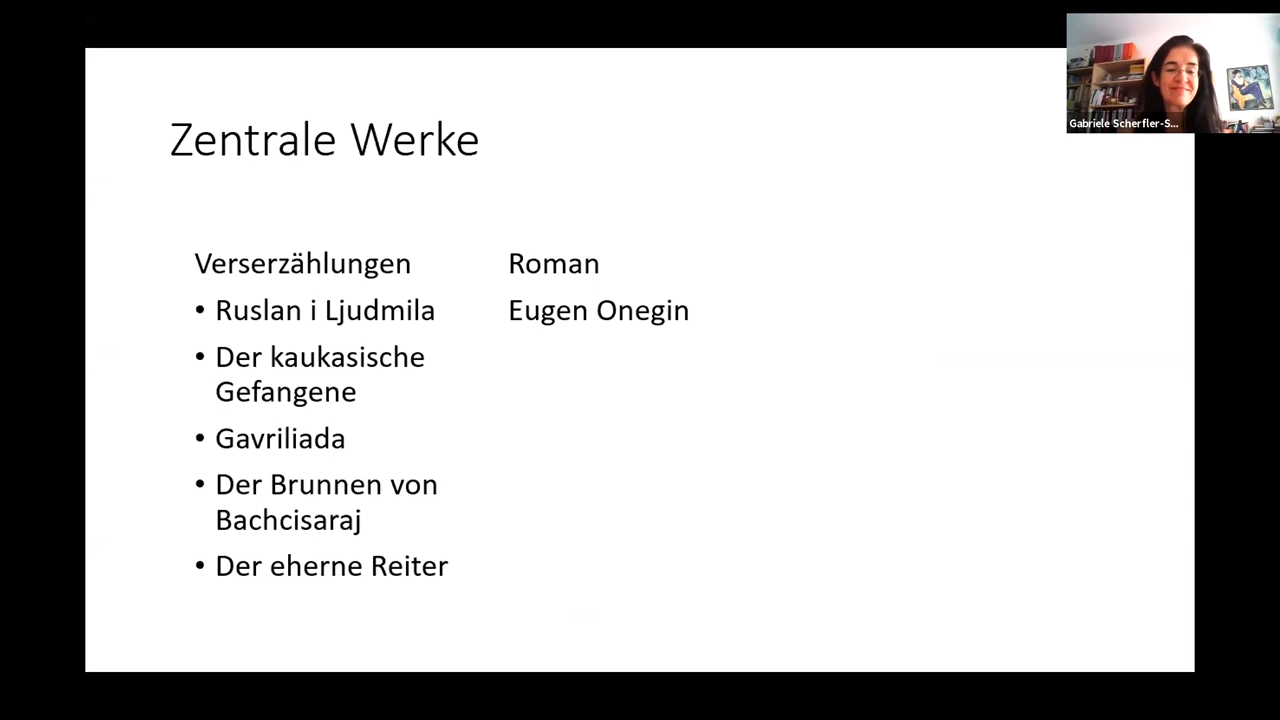 Zentrale Werke
Verserzählungen
• Ruslan i Ljudmila
• Der kaukasische
Gefangene
• Gavriliada
• Der Brunnen von
Bachcisaraj
• Der eherne Reiter
Roman
Eugen Onegin
Gabriele Scherfler-S...